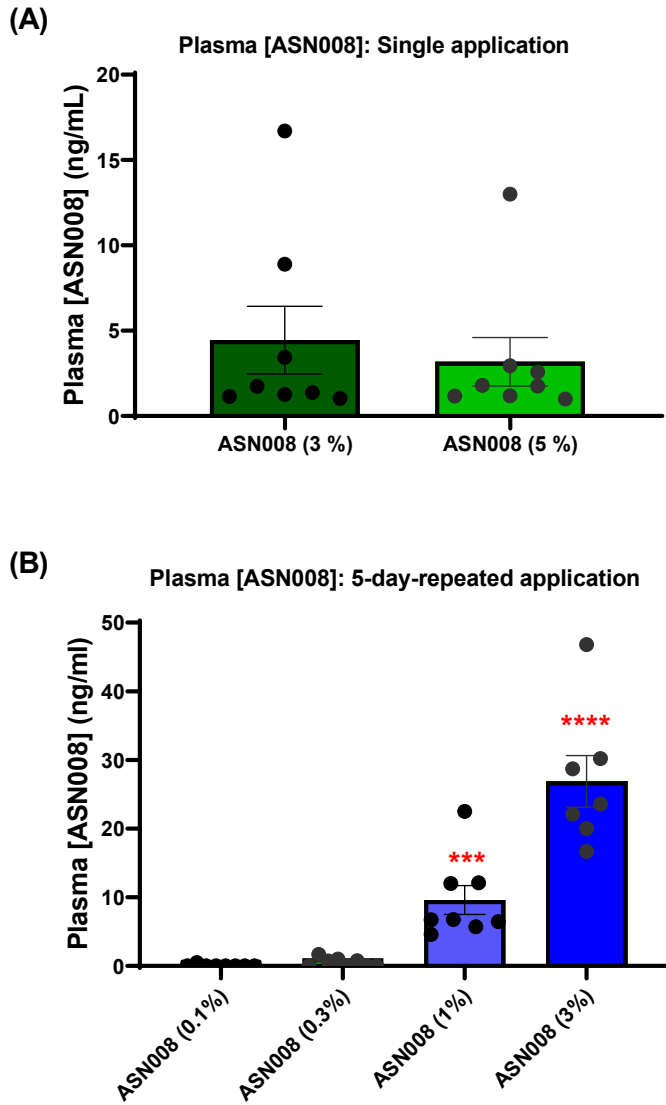 (A)
Plasma [ASN008]: Single application
Plasma [ASN008] (ng/mL)
20
15
10
5
0
ASN008 (3 %)
ASN008 (5 %)
(B)
Plasma [ASN008]: 5-day-repeated application
Plasma [ASN008] (ng/ml)
50
40
30
20
10
0
***
****
ASN008 (0.1%)
ASN008 (0.3%)
ASN008 (1%)
ASN008 (3%)